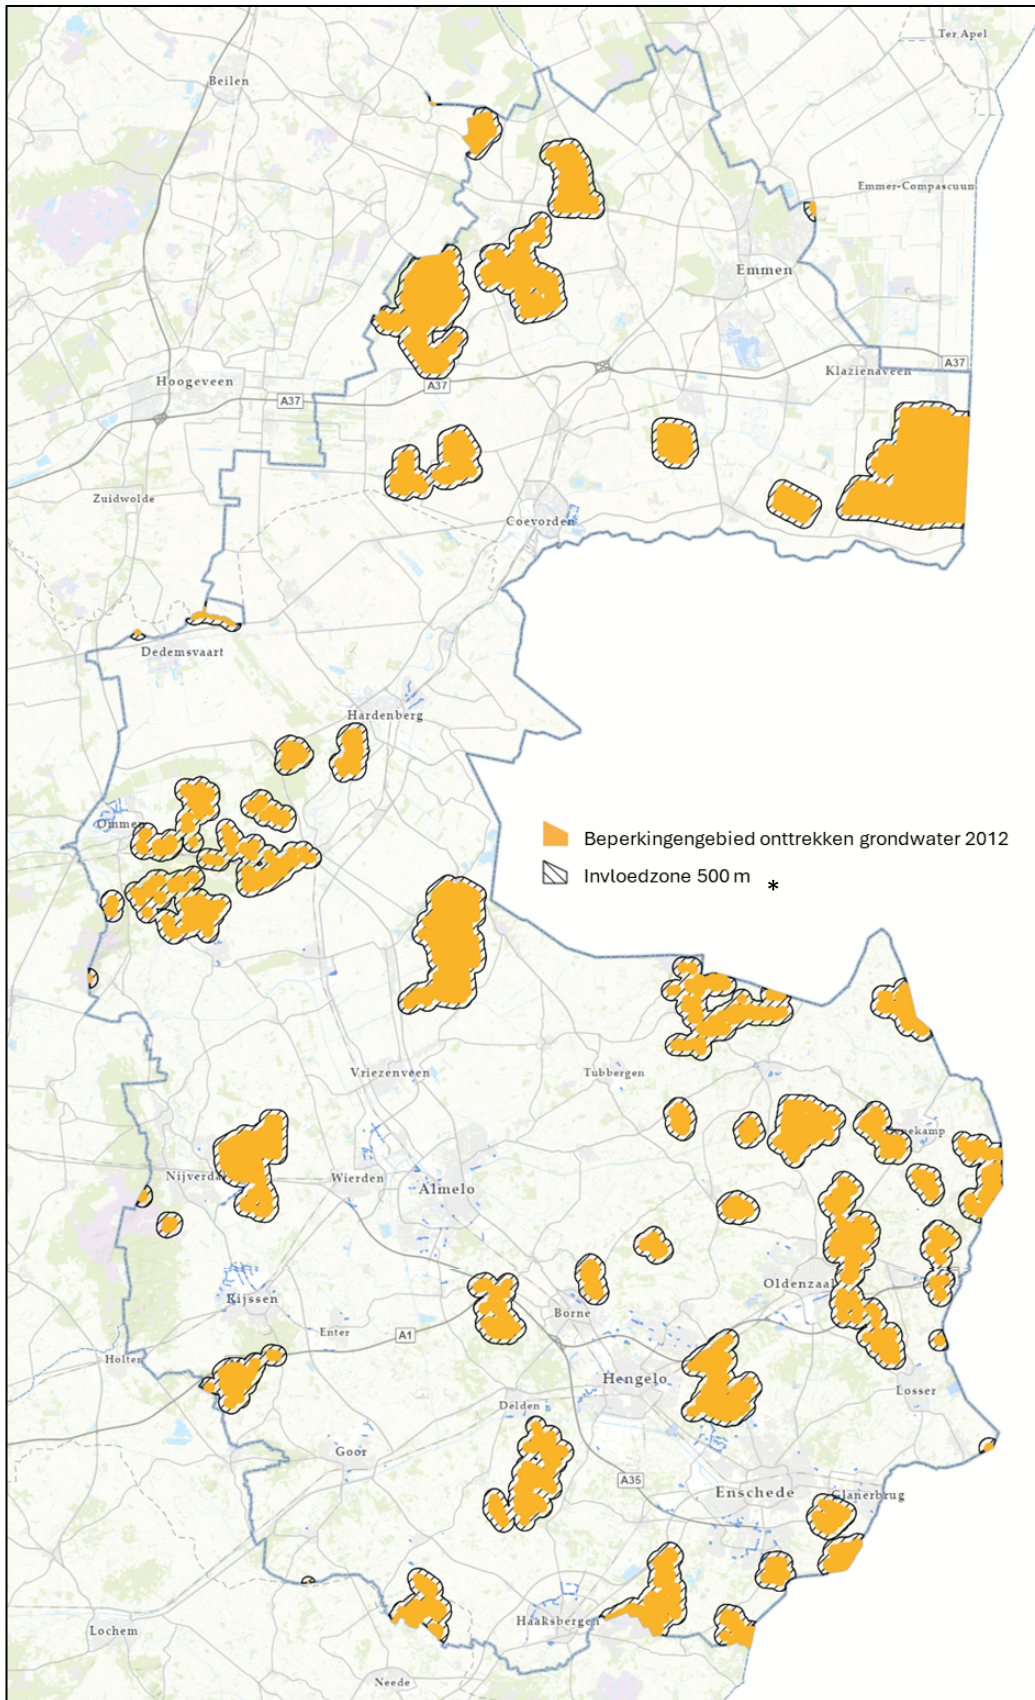 Ter Apel
Beilen
Emmer-Compascuum
Emmen
A37
Klazienaveen
Hoogeveen
A37
A37
Zuidwolde
Coevorden
Dedemsvaart
Hardenberg
Ommen
Beperkingengebied onttrekken grondwater 2012
Invloedzone 500 m *
Vriezenveen
Tubbergen
Denekamp
Nijverdal
Wierden
Almelo
Oldenzaal
Rijssen
Borne
Enter
A1
Holten
Hengelo
Losser
Delden
Goor
A35
Enschede
Glanerbrug
Haaksbergen
Lochem
Neede